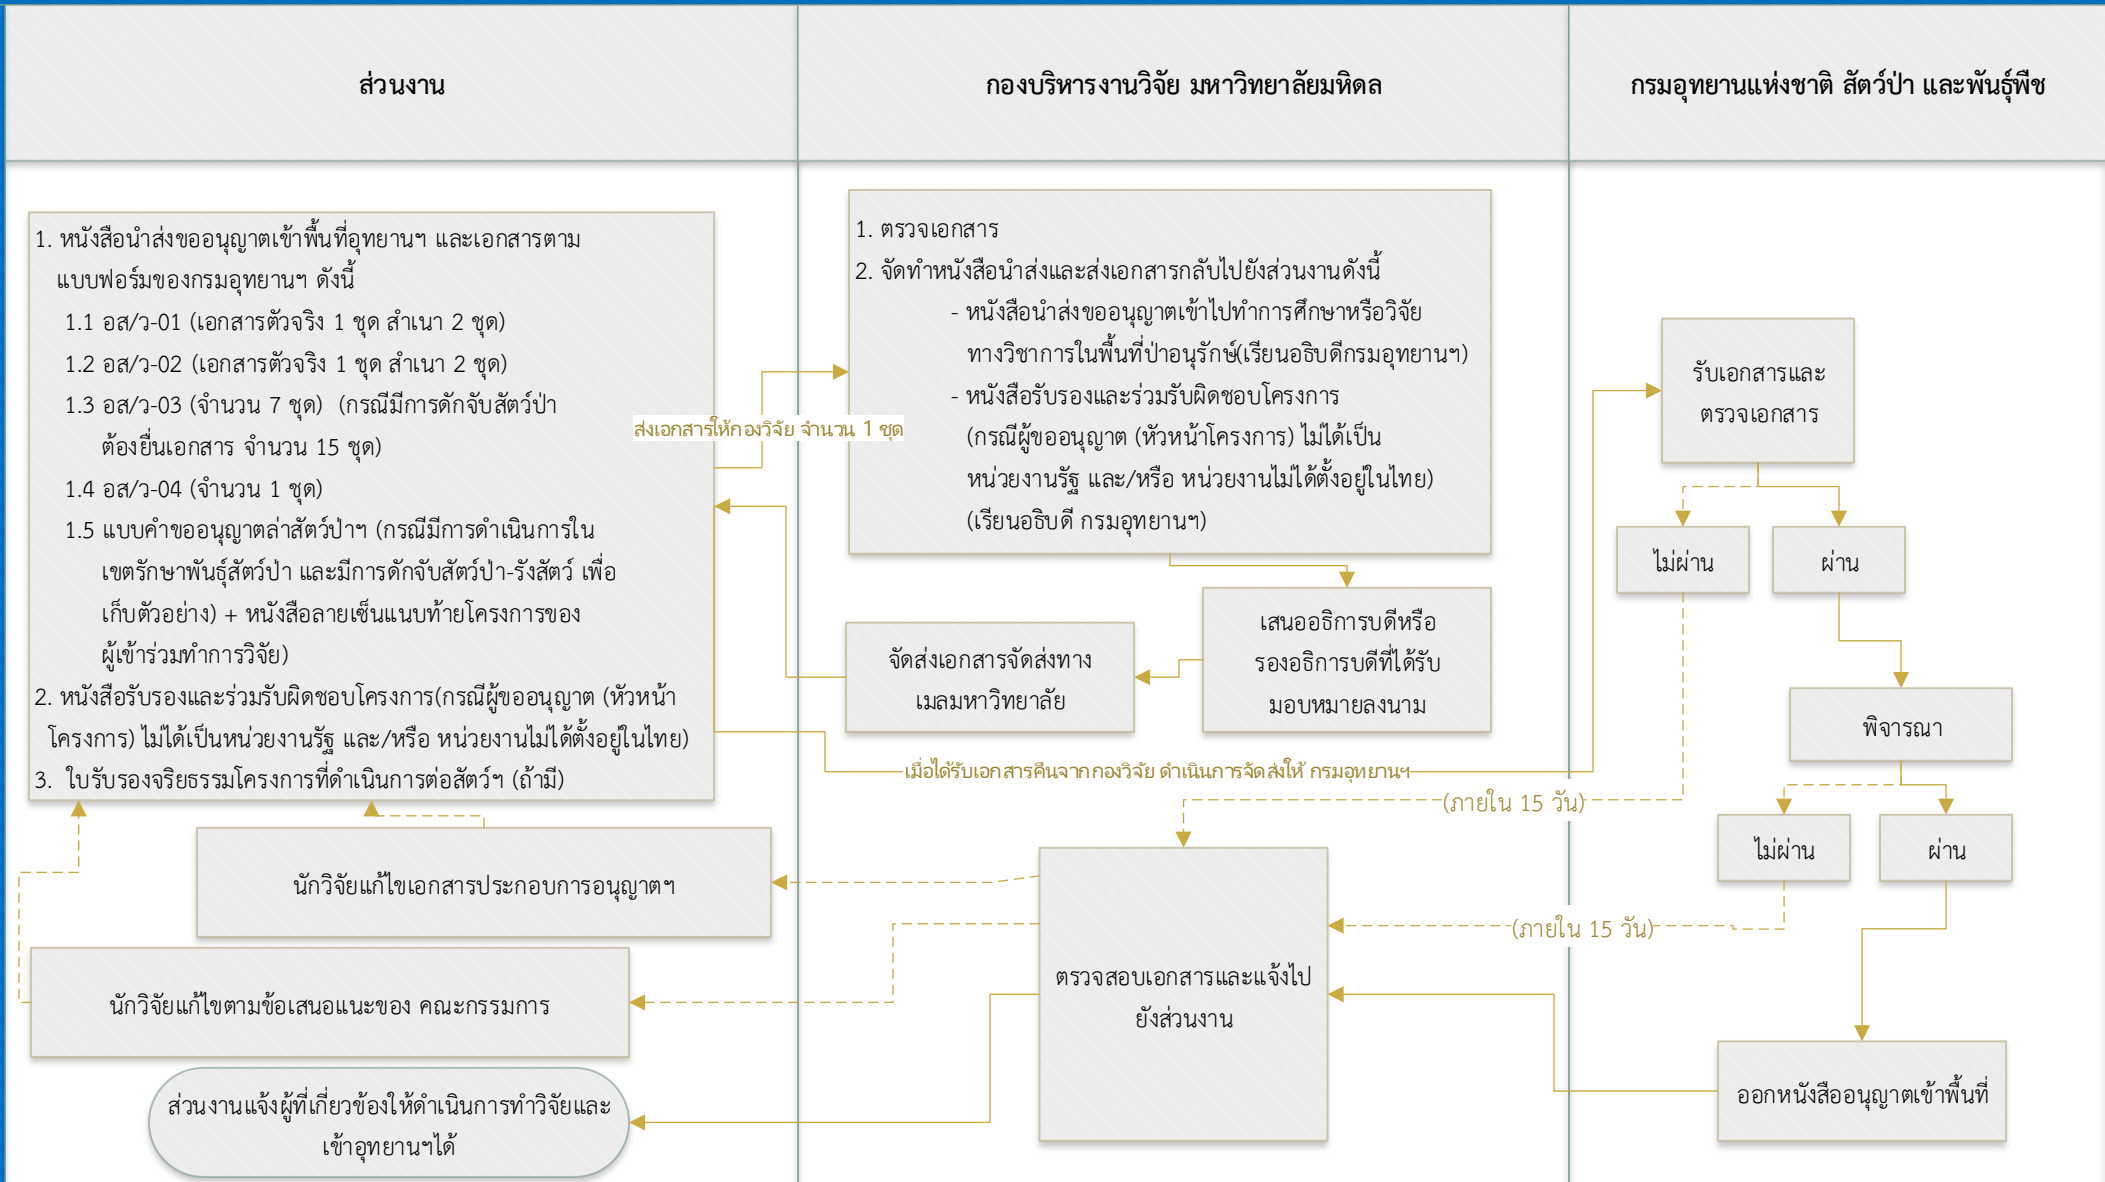 ส่วนงาน
กองบริหารงานวิจัย มหาวิทยาลัยมหิดล
กรมอุทยานแห่งชาติ สัตว์ป่า และพันธุ์พืช
1. หนังสือนำส่งขออนุญาตเข้าพื้นที่อุทยานฯ และเอกสารตาม
แบบฟอร์มของกรมอุทยานฯ ดังนี้
1.1 อส/ว-01 (เอกสารตัวจริง 1 ชุด สำเนา 2 ชุด)
1.2 อส/ว-02 (เอกสารตัวจริง 1 ชุด สำเนา 2 ชุด)
1.3 อส/ว-03 (จำนวน 7 ชุด) (กรณีมีการดักจับสัตว์ป่า
ต้องยื่นเอกสาร จำนวน 15 ชุด)
1.4 อส/ว-04 (จำนวน 1 ชุด)
1.5 แบบคำขออนุญาตล่าสัตว์ป่าฯ (กรณีมีการดำเนินการใน
เขตรักษาพันธุ์สัตว์ป่า และมีการดักจับสัตว์ป่า-รังสัตว์ เพื่อ
เก็บตัวอย่าง) + หนังสือลายเซ็นแนบท้ายโครงการของ
ผู้เข้าร่วมทำการวิจัย)
2. หนังสือรับรองและร่วมรับผิดชอบโครงการ(กรณีผู้ขออนุญาต (หัวหน้า
โครงการ) ไม่ได้เป็นหน่วยงานรัฐ และ/หรือ หน่วยงานไม่ได้ตั้งอยู่ในไทย)
3. ใบรับรองจริยธรรมโครงการที่ดำเนินการต่อสัตว์ฯ (ถ้ามี)
ส่งเอกสารให้กองวิจัย จำนวน 1 ชุด
1. ตรวจเอกสาร
2. จัดทำหนังสือนำส่งและส่งเอกสารกลับไปยังส่วนงานดังนี้
- หนังสือนำส่งขออนุญาตเข้าไปทำการศึกษาหรือวิจัย
ทางวิชาการในพื้นที่ป่าอนุรักษ์(เรียนอธิบดีกรมอุทยานฯ)
- หนังสือรับรองและร่วมรับผิดชอบโครงการ
(กรณีผู้ขออนุญาต (หัวหน้าโครงการ) ไม่ได้เป็น
หน่วยงานรัฐ และ/หรือ หน่วยงานไม่ได้ตั้งอยู่ในไทย)
(เรียนอธิบดี กรมอุทยานฯ)
เสนออธิการบดีหรือ
รองอธิการบดีที่ได้รับ
มอบหมายลงนาม
จัดส่งเอกสารจัดส่งทาง
เมลมหาวิทยาลัย
เมื่อได้รับเอกสารคืนจากกองวิจัย ดำเนินการจัดส่งให้ กรมอุทยานฯ
รับเอกสารและ
ตรวจเอกสาร
ไม่ผ่าน
ผ่าน
พิจารณา
(ภายใน 15 วัน)
ไม่ผ่าน
ผ่าน
(ภายใน 15 วัน)
นักวิจัยแก้ไขเอกสารประกอบการอนุญาตฯ
นักวิจัยแก้ไขตามข้อเสนอแนะของ คณะกรรมการ
ตรวจสอบเอกสารและแจ้งไป
ยังส่วนงาน
ออกหนังสืออนุญาตเข้าพื้นที่
ส่วนงานแจ้งผู้ที่เกี่ยวข้องให้ดำเนินการทำวิจัยและ
เข้าอุทยานฯได้